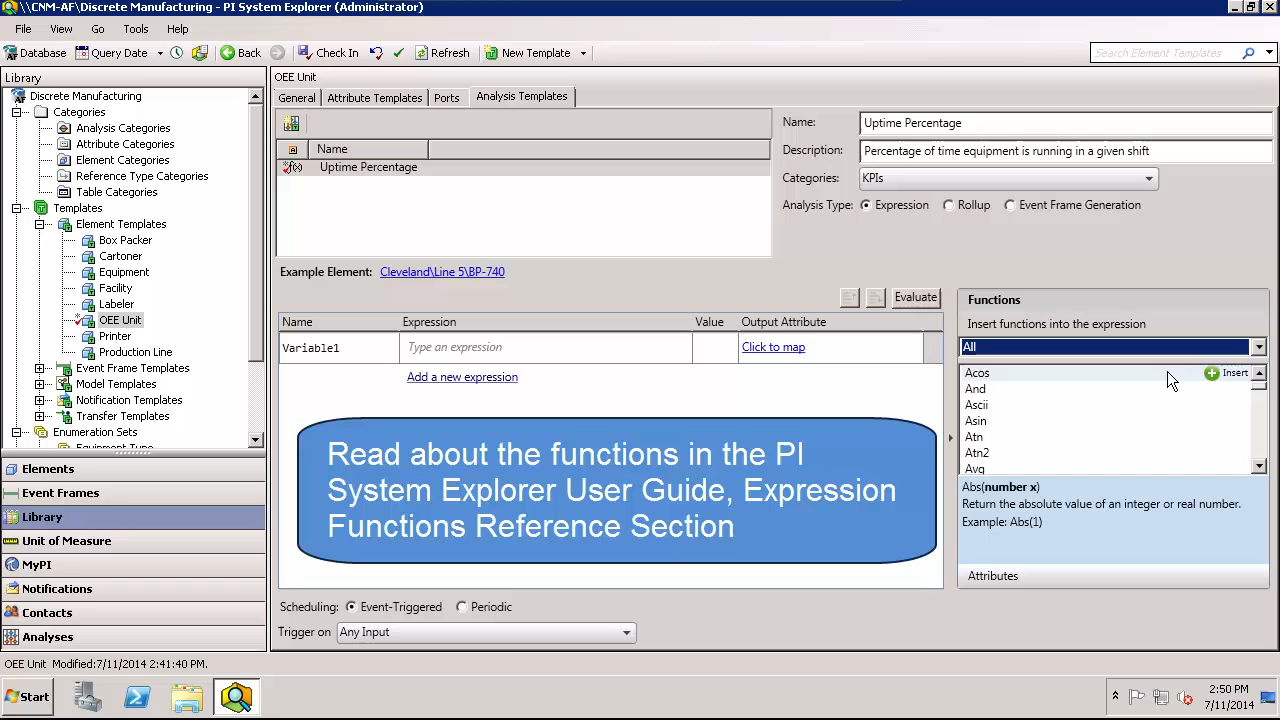 \\CNM-AF\Discrete Manufacturing - PI System Explorer (Administrator)
File View Go Tools Help
Database Query Date Back Check In Refresh New Template Search Element Templates
Library
Discrete Manufacturing
Categories
Analysis Categories
Attribute Categories
Element Categories
Reference Type Categories
Table Categories
Templates
Element Templates
Box Packer
Cartoner
Equipment
Facility
Labeler
OEE Unit
Printer
Production Line
Event Frame Templates
Model Templates
Notification Templates
Transfer Templates
Enumeration Sets
Equipment Type
Elements
Event Frames
Library
Unit of Measure
MyPI
Notifications
Contacts
Analyses
OEE Unit
General Attribute Templates Ports Analysis Templates
Name
Uptime Percentage
Name: Uptime Percentage
Description: Percentage of time equipment is running in a given shift
Categories: KPIs
Analysis Type: Expression Rollup Event Frame Generation
Example Element: Cleveland\Line 5\BP-740
Evaluate
Name Expression Value Output Attribute
Variable1 Type an expression Click to map
Add a new expression
Read about the functions in the PI
System Explorer User Guide, Expression
Functions Reference Section
Functions
Insert functions into the expression
All
Acos Insert
And
Ascii
Asin
Atn
Atn2
Avg
Abs(number x)
Return the absolute value of an integer or real number.
Example: Abs(1)
Attributes
Scheduling: Event-Triggered Periodic
Trigger on Any Input
OEE Unit Modified:7/11/2014 2:41:40 PM.
Start
2:50 PM
7/11/2014